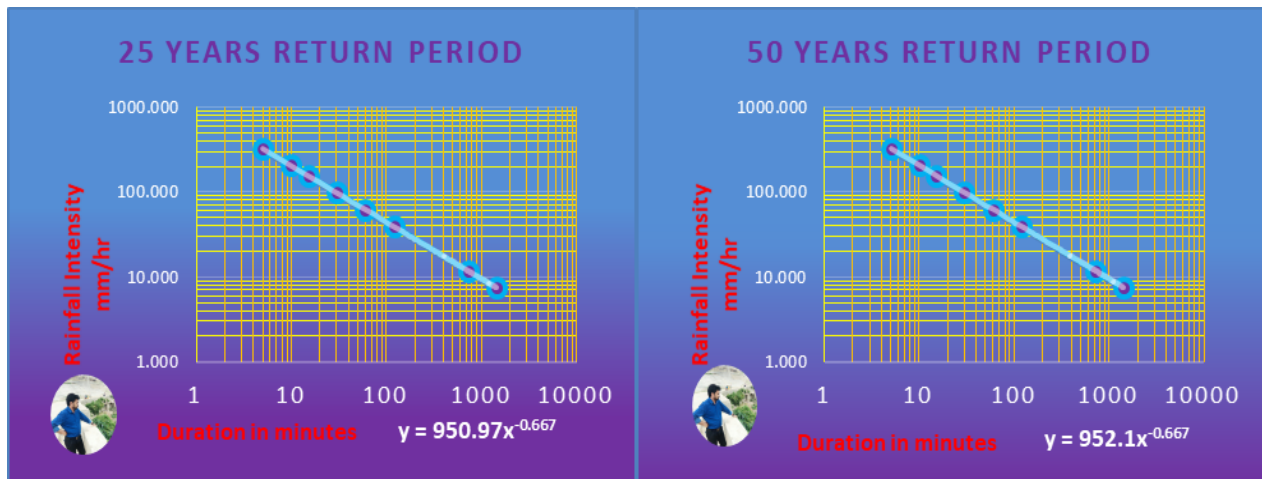 25 YEARS RETURN PERIOD
1000.000
100.000
10.000
1.000
Rainfall Intensity
mm/hr
1 10 100 1000 10000
Duration in minutes
y = 950.97x^-0.667
50 YEARS RETURN PERIOD
1000.000
100.000
10.000
1.000
Rainfall Intensity
mm/hr
1 10 100 1000 10000
Duration in minutes
y = 952.1x^-0.667